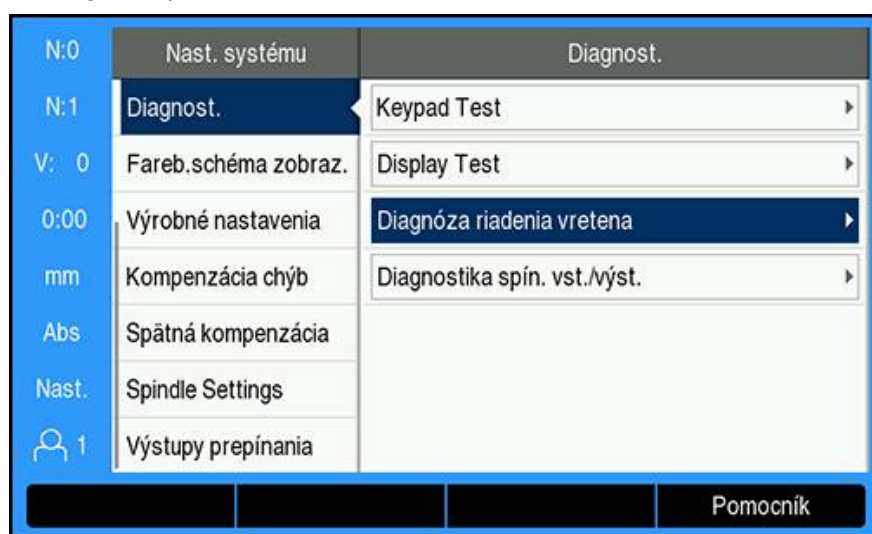 N:0
N:1
V: 0
0:00
mm
Abs
Nast.
1
Nast. systému
Diagnost.
Fareb.schéma zobraz.
Výrobné nastavenia
Kompenzácia chýb
Spätná kompenzácia
Spindle Settings
Výstupy prepínania
Diagnost.
Keypad Test
Display Test
Diagnóza riadenia vretena
Diagnostika spín. vst./výst.
Pomocník